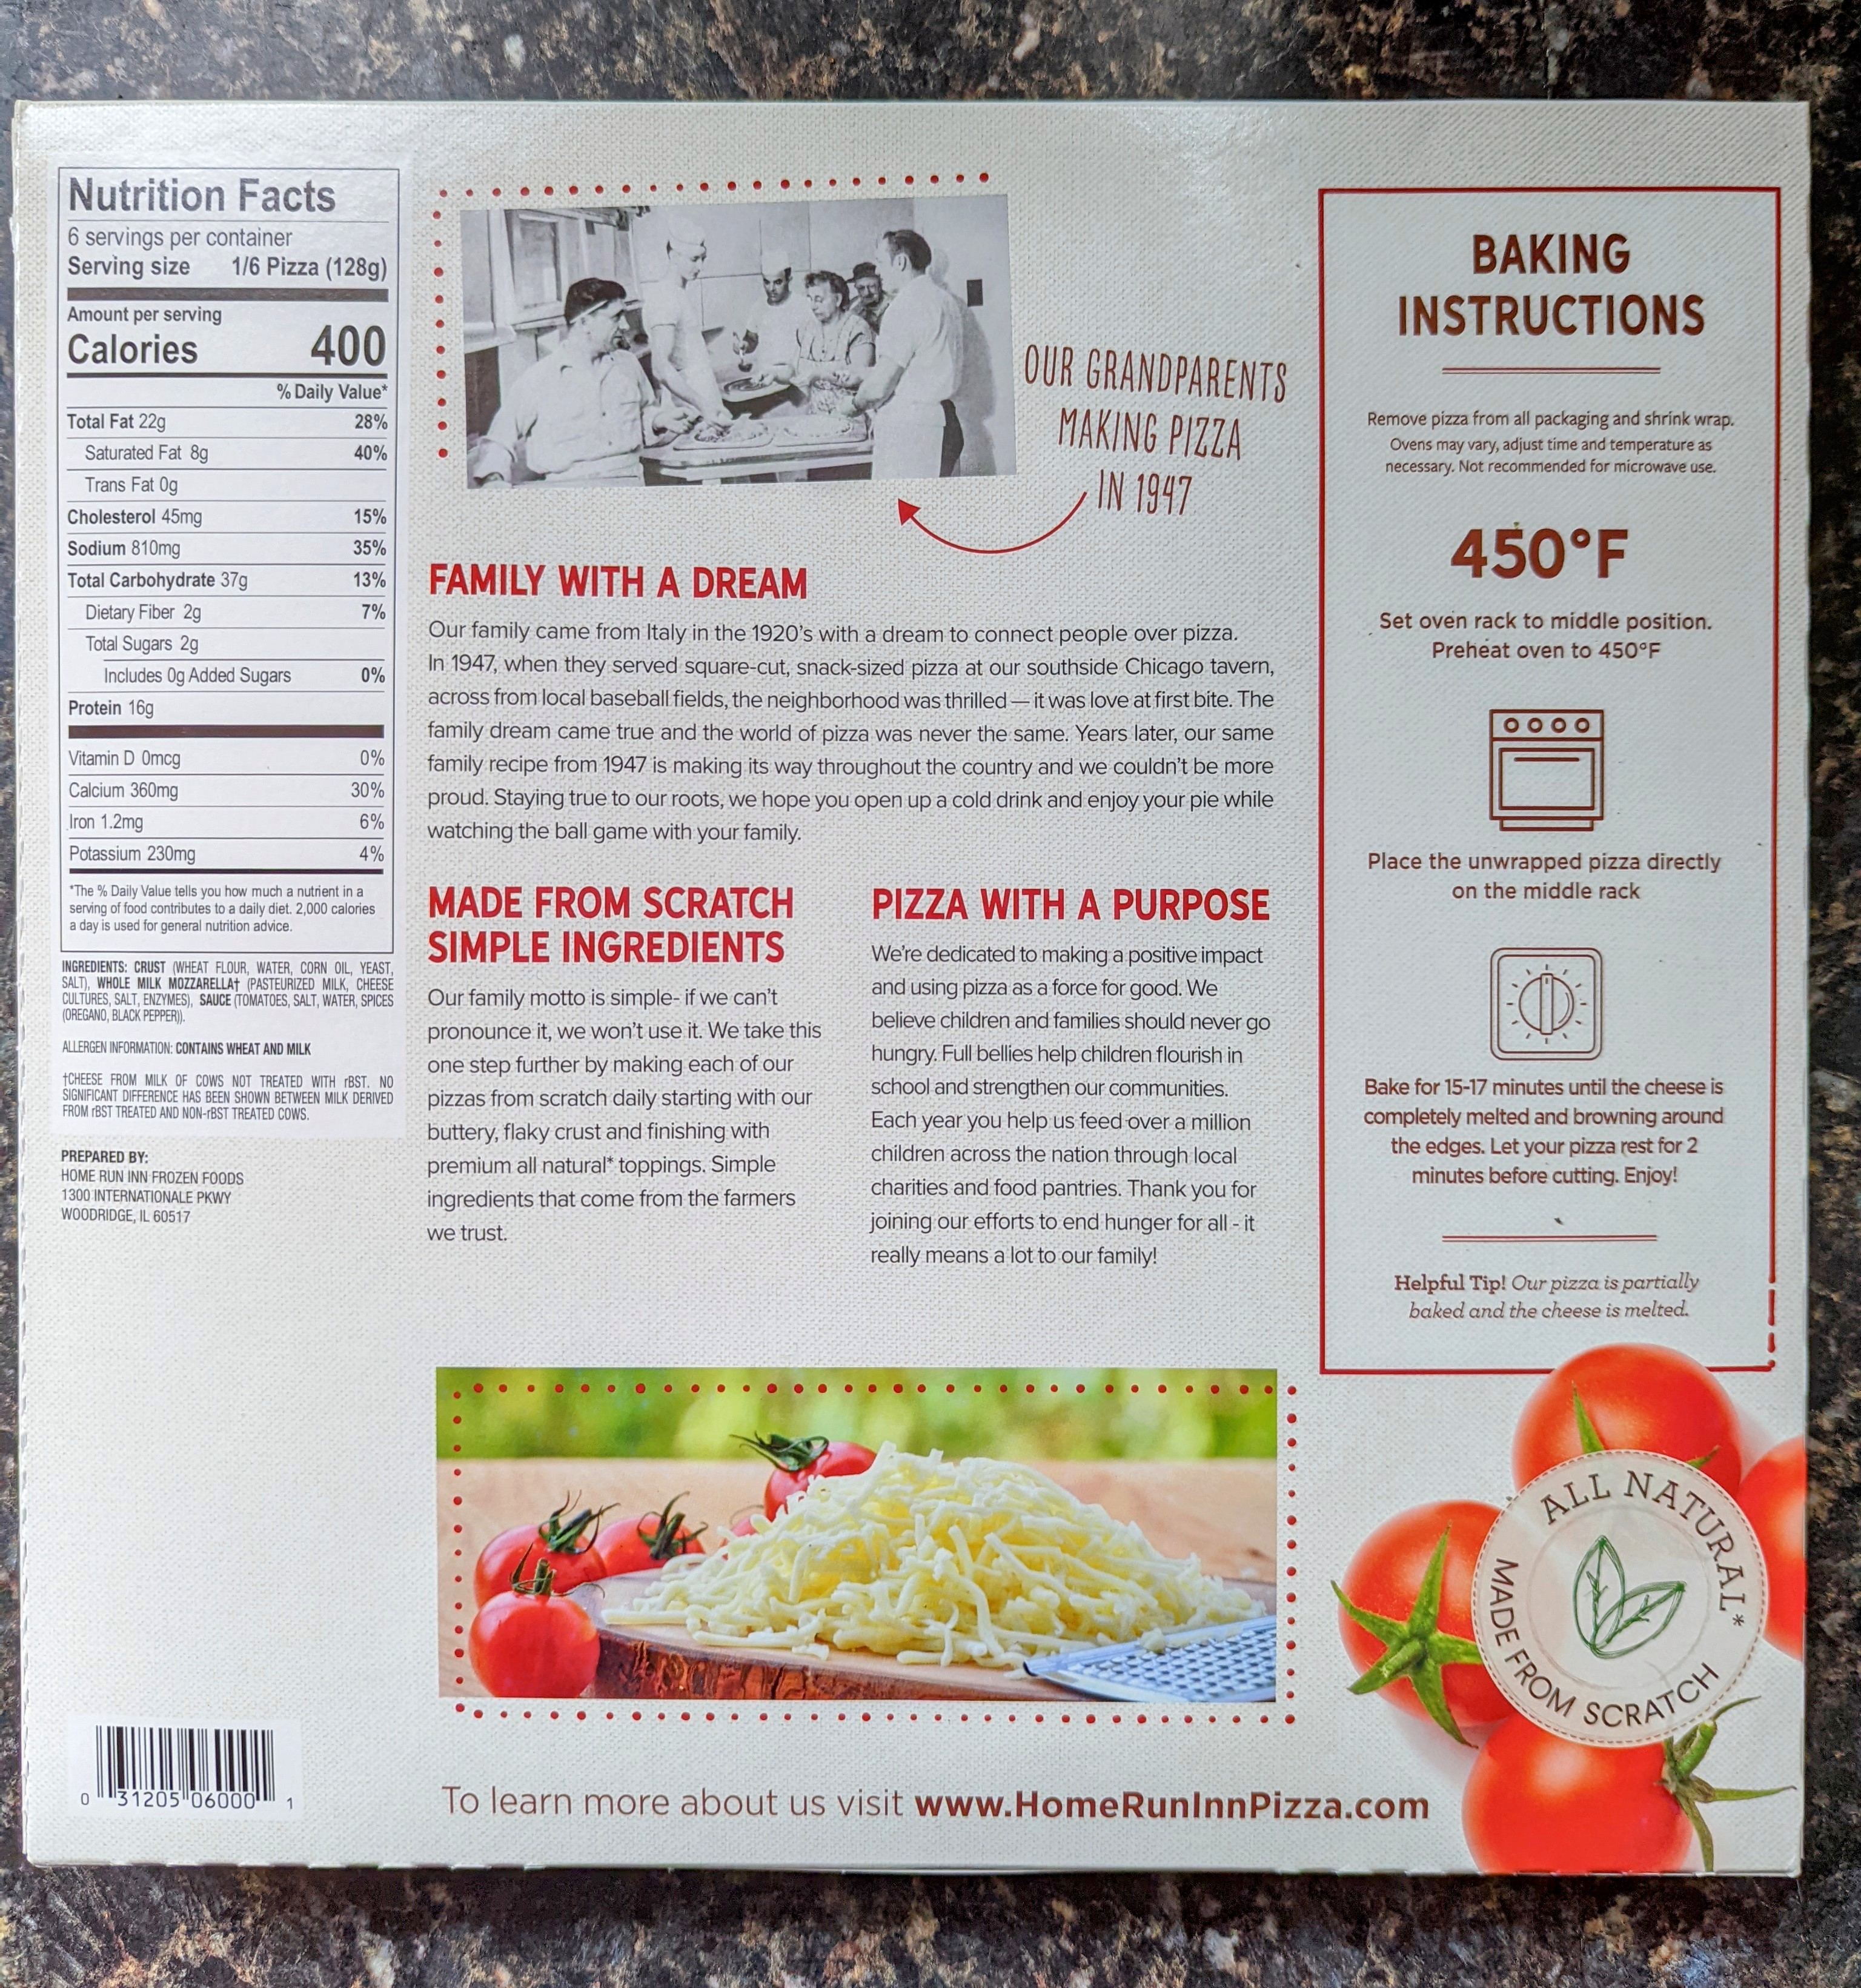 Nutrition Facts
6 servings per container
Serving size 1/6 Pizza (128g)
Amount per serving
Calories 400
% Daily Value*
Total Fat 22g 28%
Saturated Fat 8g 40%
Trans Fat 0g
Cholesterol 45mg 15%
Sodium 810mg 35%
Total Carbohydrate 37g 13%
Dietary Fiber 2g 7%
Total Sugars 2g
Includes 0g Added Sugars 0%
Protein 16g
Vitamin D 0mcg 0%
Calcium 360mg 30%
Iron 1.2mg 6%
Potassium 230mg 4%
*The % Daily Value tells you how much a nutrient in a
serving of food contributes to a daily diet. 2,000 calories
a day is used for general nutrition advice.
INGREDIENTS: CRUST (WHEAT FLOUR, WATER, CORN OIL, YEAST,
SALT), WHOLE MILK MOZZARELLA† (PASTEURIZED MILK, CHEESE
CULTURES, SALT, ENZYMES), SAUCE (TOMATOES, SALT, WATER, SPICES
(OREGANO, BLACK PEPPER)).
ALLERGEN INFORMATION: CONTAINS WHEAT AND MILK
†CHEESE FROM MILK OF COWS NOT TREATED WITH rBST. NO
SIGNIFICANT DIFFERENCE HAS BEEN SHOWN BETWEEN MILK DERIVED
FROM rBST TREATED AND NON-rBST TREATED COWS.
PREPARED BY:
HOME RUN INN FROZEN FOODS
1300 INTERNATIONALE PKWY
WOODRIDGE, IL 60517
0 31205 06000 1
OUR GRANDPARENTS
MAKING PIZZA
IN 1947
FAMILY WITH A DREAM
Our family came from Italy in the 1920's with a dream to connect people over pizza.
In 1947, when they served square-cut, snack-sized pizza at our southside Chicago tavern,
across from local baseball fields, the neighborhood was thrilled — it was love at first bite. The
family dream came true and the world of pizza was never the same. Years later, our same
family recipe from 1947 is making its way throughout the country and we couldn't be more
proud. Staying true to our roots, we hope you open up a cold drink and enjoy your pie while
watching the ball game with your family.
MADE FROM SCRATCH
SIMPLE INGREDIENTS
Our family motto is simple- if we can't
pronounce it, we won't use it. We take this
one step further by making each of our
pizzas from scratch daily starting with our
buttery, flaky crust and finishing with
premium all natural* toppings. Simple
ingredients that come from the farmers
we trust.
PIZZA WITH A PURPOSE
We're dedicated to making a positive impact
and using pizza as a force for good. We
believe children and families should never go
hungry. Full bellies help children flourish in
school and strengthen our communities.
Each year you help us feed over a million
children across the nation through local
charities and food pantries. Thank you for
joining our efforts to end hunger for all - it
really means a lot to our family!
To learn more about us visit www.HomeRunInnPizza.com
BAKING
INSTRUCTIONS
Remove pizza from all packaging and shrink wrap.
Ovens may vary, adjust time and temperature as
necessary. Not recommended for microwave use.
450°F
Set oven rack to middle position.
Preheat oven to 450°F
Place the unwrapped pizza directly
on the middle rack
Bake for 15-17 minutes until the cheese is
completely melted and browning around
the edges. Let your pizza rest for 2
minutes before cutting. Enjoy!
Helpful Tip! Our pizza is partially
baked and the cheese is melted.
ALL NATURAL*
MADE FROM SCRATCH